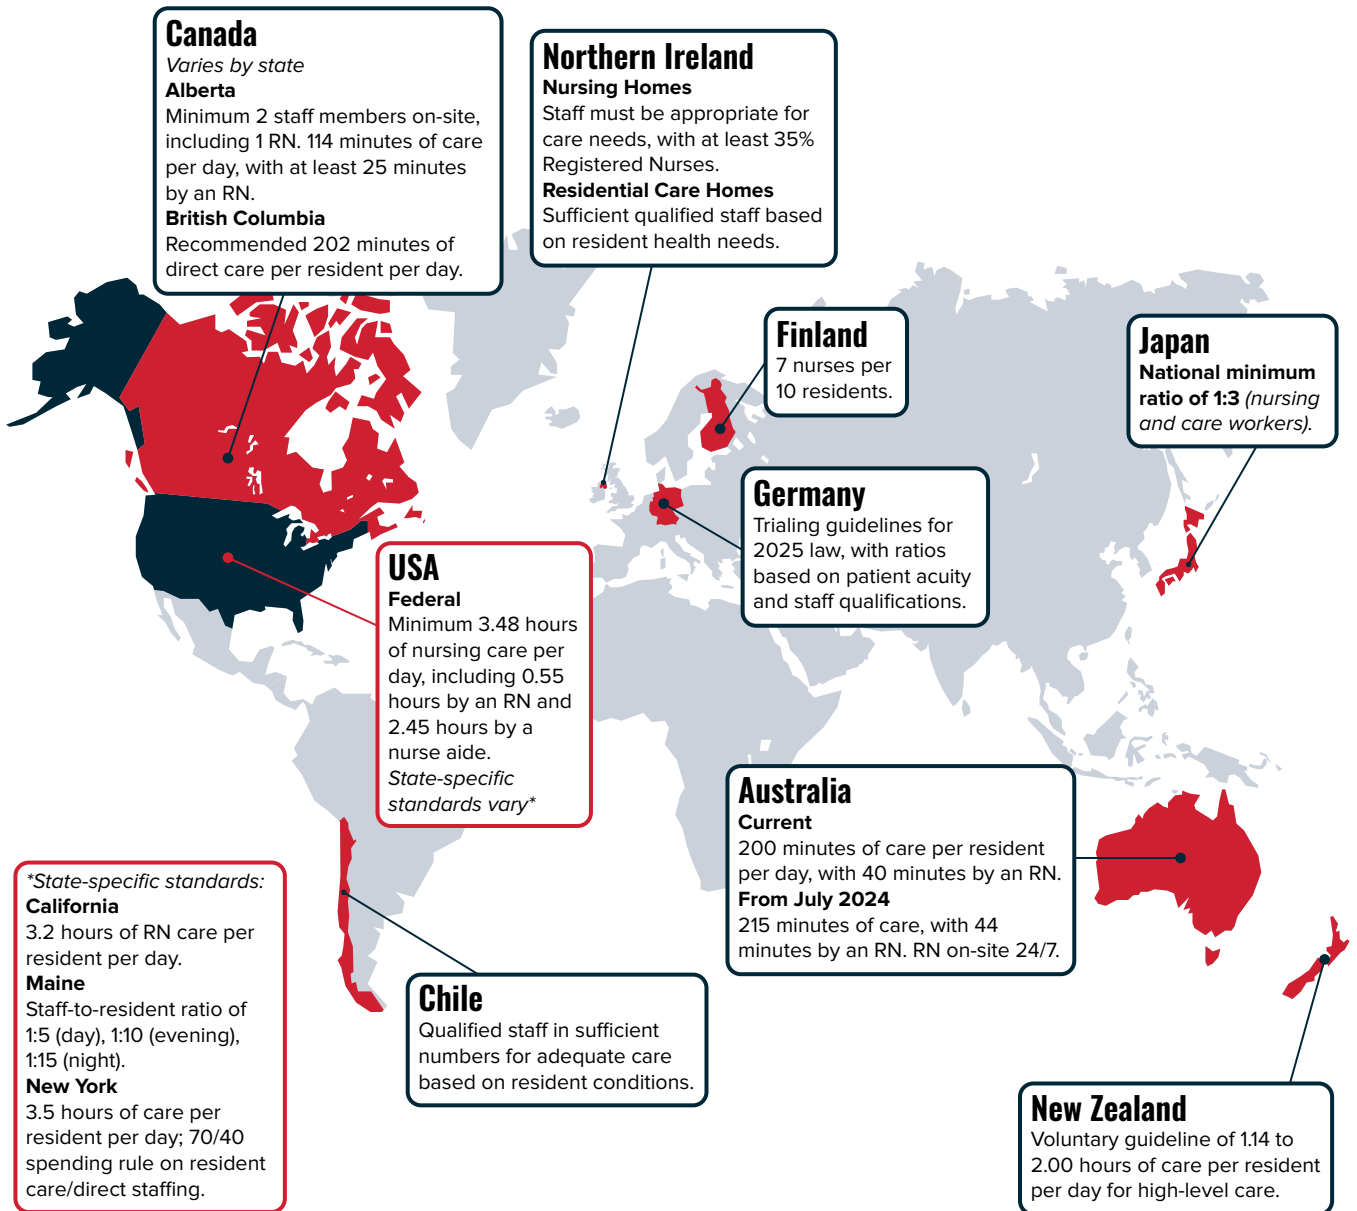 Canada
Varies by state
Alberta
Minimum 2 staff members on-site,
including 1 RN. 114 minutes of care
per day, with at least 25 minutes
by an RN.
British Columbia
Recommended 202 minutes of
direct care per resident per day.
Northern Ireland
Nursing Homes
Staff must be appropriate for
care needs, with at least 35%
Registered Nurses.
Residential Care Homes
Sufficient qualified staff based
on resident health needs.
Finland
7 nurses per
10 residents.
Japan
National minimum
ratio of 1:3 (nursing
and care workers).
Germany
Trialing guidelines for
2025 law, with ratios
based on patient acuity
and staff qualifications.
USA
Federal
Minimum 3.48 hours
of nursing care per
day, including 0.55
hours by an RN and
2.45 hours by a
nurse aide.
State-specific
standards vary*
Australia
Current
200 minutes of care per resident
per day, with 40 minutes by an RN.
From July 2024
215 minutes of care, with 44
minutes by an RN. RN on-site 24/7.
*State-specific standards:
California
3.2 hours of RN care per
resident per day.
Maine
Staff-to-resident ratio of
1:5 (day), 1:10 (evening),
1:15 (night).
New York
3.5 hours of care per
resident per day; 70/40
spending rule on resident
care/direct staffing.
Chile
Qualified staff in sufficient
numbers for adequate care
based on resident conditions.
New Zealand
Voluntary guideline of 1.14 to
2.00 hours of care per resident
per day for high-level care.